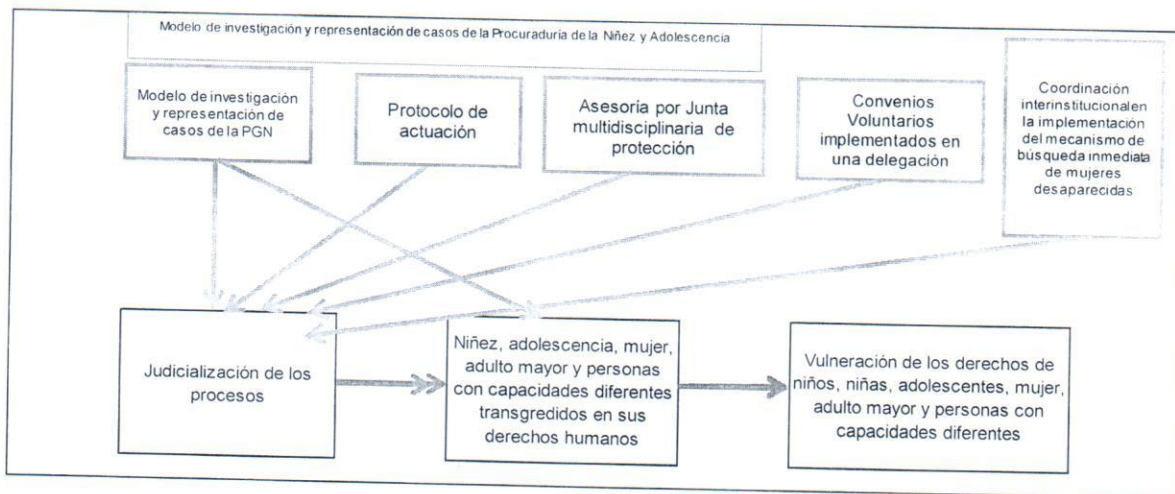 Modelo de investigación y representación de casos de la Procuraduría de la Niñez y Adolescencia
Modelo de investigación
y representación de
casos de la PGN
Protocolo de
actuación
Asesoría por Junta
multidisciplinaria de
protección
Convenios
Voluntarios
implementados en
una delegación
Coordinación
interinstitucionalen
la implementación
del mecanismo de
búsqueda inmediata
de mujeres
desaparecidas
Judicialización de los
procesos
Niñez, adolescencia, mujer,
adulto mayor y personas
con capacidades diferentes
transgredidos en sus
derechos humanos
Vulneración de los derechos de
niños, niñas, adolescentes, mujer,
adulto mayor y personas con
capacidades diferentes